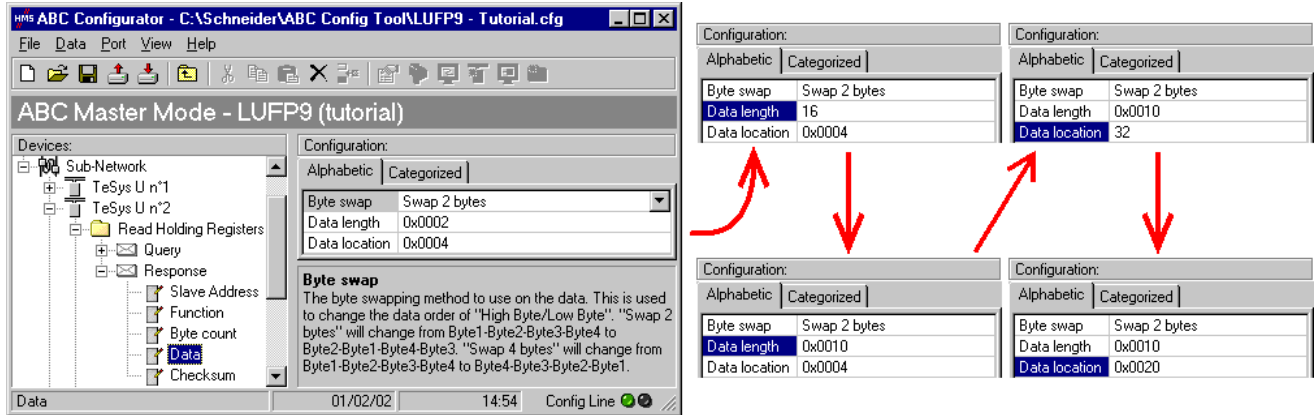 HMS ABC Configurator - C:\Schneider\ABC Config Tool\LUFP9 - Tutorial.cfg
File Data Port View Help
ABC Master Mode - LUFP9 (tutorial)
Devices:
Sub-Network
TeSys U n°1
TeSys U n°2
Read Holding Registers
Query
Response
Slave Address
Function
Byte count
Data
Checksum
Configuration:
Alphabetic Categorized
Byte swap Swap 2 bytes
Data length 0x0002
Data location 0x0004
Byte swap
The byte swapping method to use on the data. This is used
to change the data order of "High Byte/Low Byte". "Swap 2
bytes" will change from Byte1-Byte2-Byte3-Byte4 to
Byte2-Byte1-Byte4-Byte3. "Swap 4 bytes" will change from
Byte1-Byte2-Byte3-Byte4 to Byte4-Byte3-Byte2-Byte1.
Data 01/02/02 14:54 Config Line
Configuration:
Alphabetic Categorized
Byte swap Swap 2 bytes
Data length 16
Data location 0x0004
Configuration:
Alphabetic Categorized
Byte swap Swap 2 bytes
Data length 0x0010
Data location 0x0004
Configuration:
Alphabetic Categorized
Byte swap Swap 2 bytes
Data length 0x0010
Data location 32
Configuration:
Alphabetic Categorized
Byte swap Swap 2 bytes
Data length 0x0010
Data location 0x0020